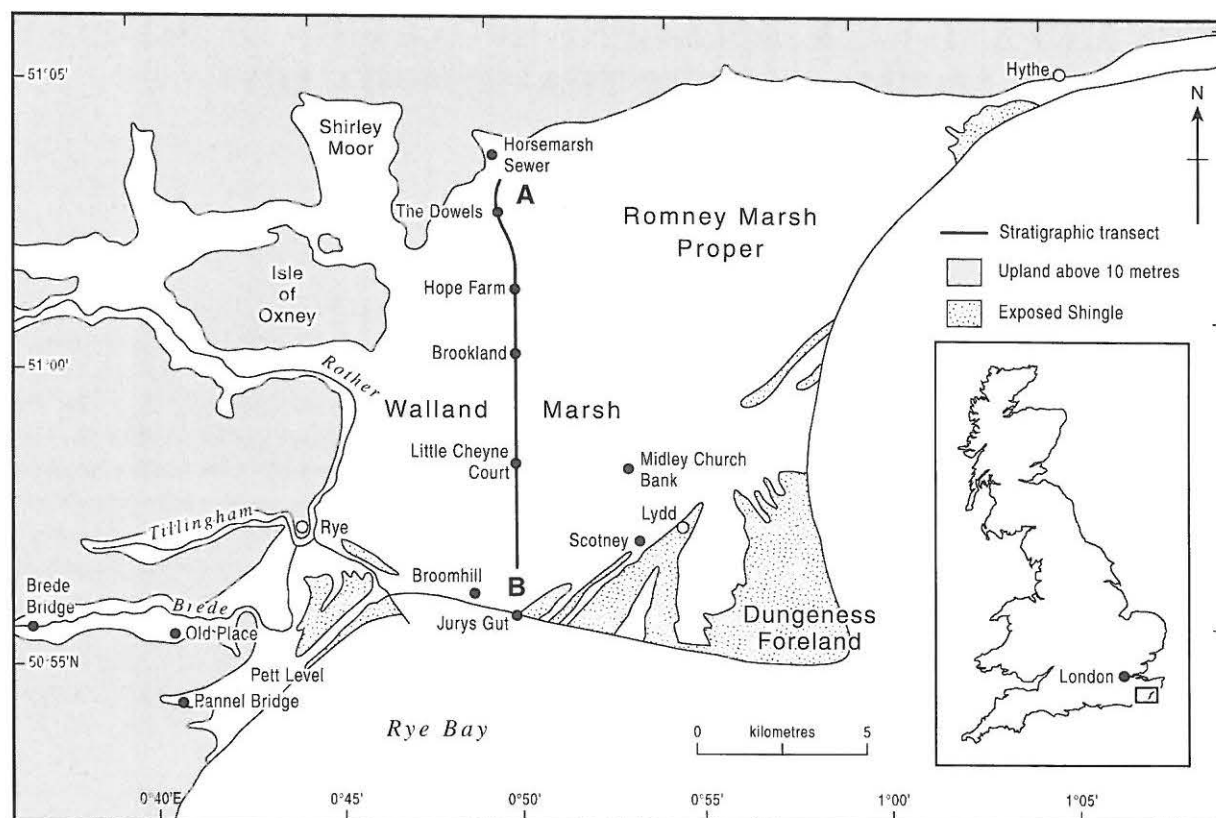 51°05'
Hythe
N
Shirley
Moor
Horsemarsh
Sewer
A
The Dowels
Romney Marsh
Proper
Stratigraphic transect
Upland above 10 metres
Exposed Shingle
Isle
of
Oxney
Hope Farm
Brookland
51°00'
Rother
Walland Marsh
Little Cheyne
Court
Midley Church
Bank
Lydd
Tillingham
Rye
Scotney
B
Broomhill
Jurys Gut
Brede
Bridge
Brede
Old Place
Dungeness
Foreland
50°55'N
Pett Level
Pannel Bridge
Rye Bay
0 kilometres 5
London
0°40'E
0°45'
0°50'
0°55'
1°00'
1°05'